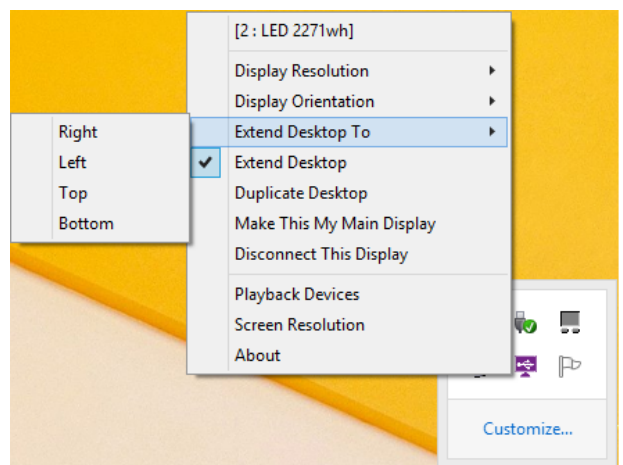 [2 : LED 2271wh]
Display Resolution
Display Orientation
Extend Desktop To
Right
Left
Top
Bottom
Extend Desktop
Duplicate Desktop
Make This My Main Display
Disconnect This Display
Playback Devices
Screen Resolution
About
Customize...